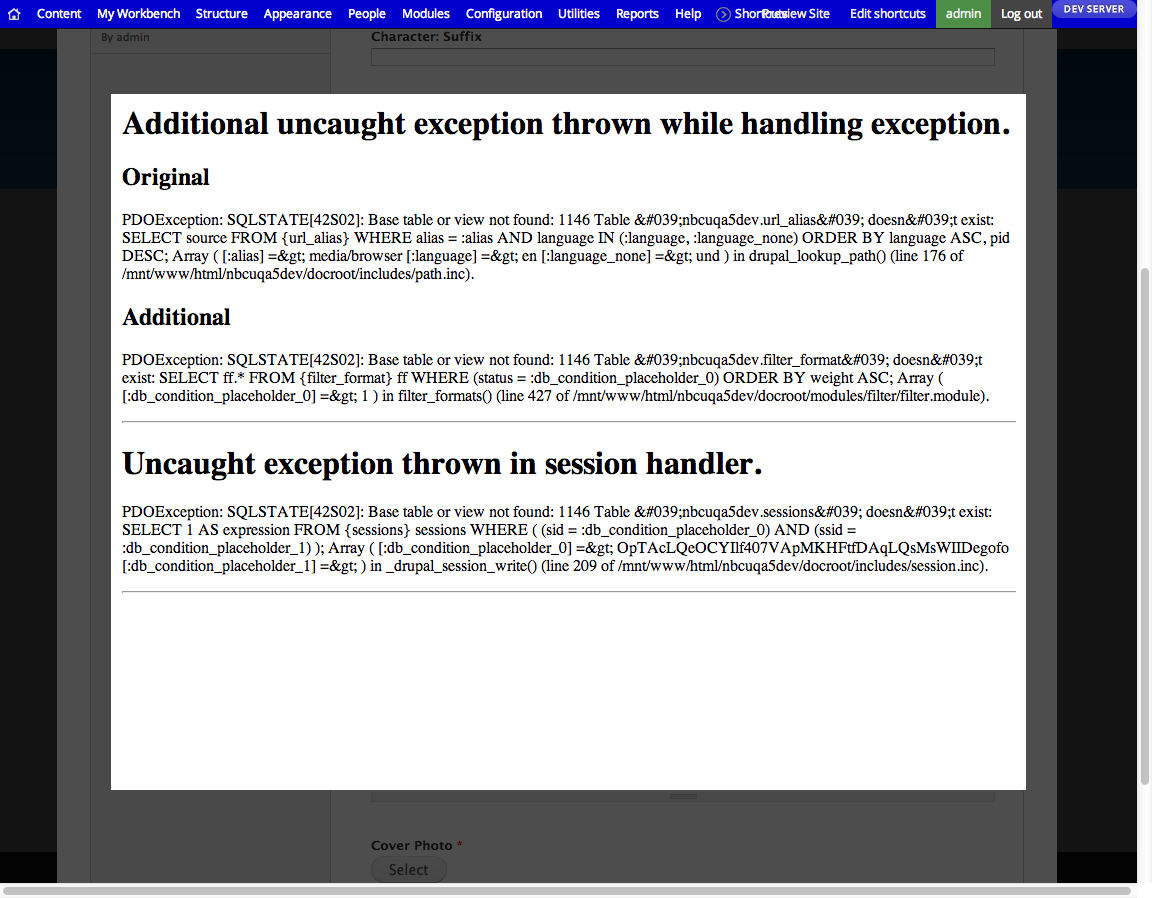 Content My Workbench Structure Appearance People Modules Configuration Utilities Reports Help Shortcuts Preview Site Edit shortcuts admin Log out DEV SERVER
By admin
Character: Suffix
Additional uncaught exception thrown while handling exception.
Original
PDOException: SQLSTATE[42S02]: Base table or view not found: 1146 Table &#039;nbcuqa5dev.url_alias&#039; doesn&#039;t exist:
SELECT source FROM {url_alias} WHERE alias = :alias AND language IN (:language, :language_none) ORDER BY language ASC, pid
DESC; Array ( [:alias] =&gt; media/browser [:language] =&gt; en [:language_none] =&gt; und ) in drupal_lookup_path() (line 176 of
/mnt/www/html/nbcuqa5dev/docroot/includes/path.inc).
Additional
PDOException: SQLSTATE[42S02]: Base table or view not found: 1146 Table &#039;nbcuqa5dev.filter_format&#039; doesn&#039;t
exist: SELECT ff.* FROM {filter_format} ff WHERE (status = :db_condition_placeholder_0) ORDER BY weight ASC; Array (
[:db_condition_placeholder_0] =&gt; 1 ) in filter_formats() (line 427 of /mnt/www/html/nbcuqa5dev/docroot/modules/filter/filter.module).
Uncaught exception thrown in session handler.
PDOException: SQLSTATE[42S02]: Base table or view not found: 1146 Table &#039;nbcuqa5dev.sessions&#039; doesn&#039;t exist:
SELECT 1 AS expression FROM {sessions} sessions WHERE ( (sid = :db_condition_placeholder_0) AND (ssid =
:db_condition_placeholder_1) ); Array ( [:db_condition_placeholder_0] =&gt; OpTAcLQeOCYIlf407VApMKHFtfDAqLQsMsWIIDegofo
[:db_condition_placeholder_1] =&gt; ) in _drupal_session_write() (line 209 of /mnt/www/html/nbcuqa5dev/docroot/includes/session.inc).
Cover Photo *
Select